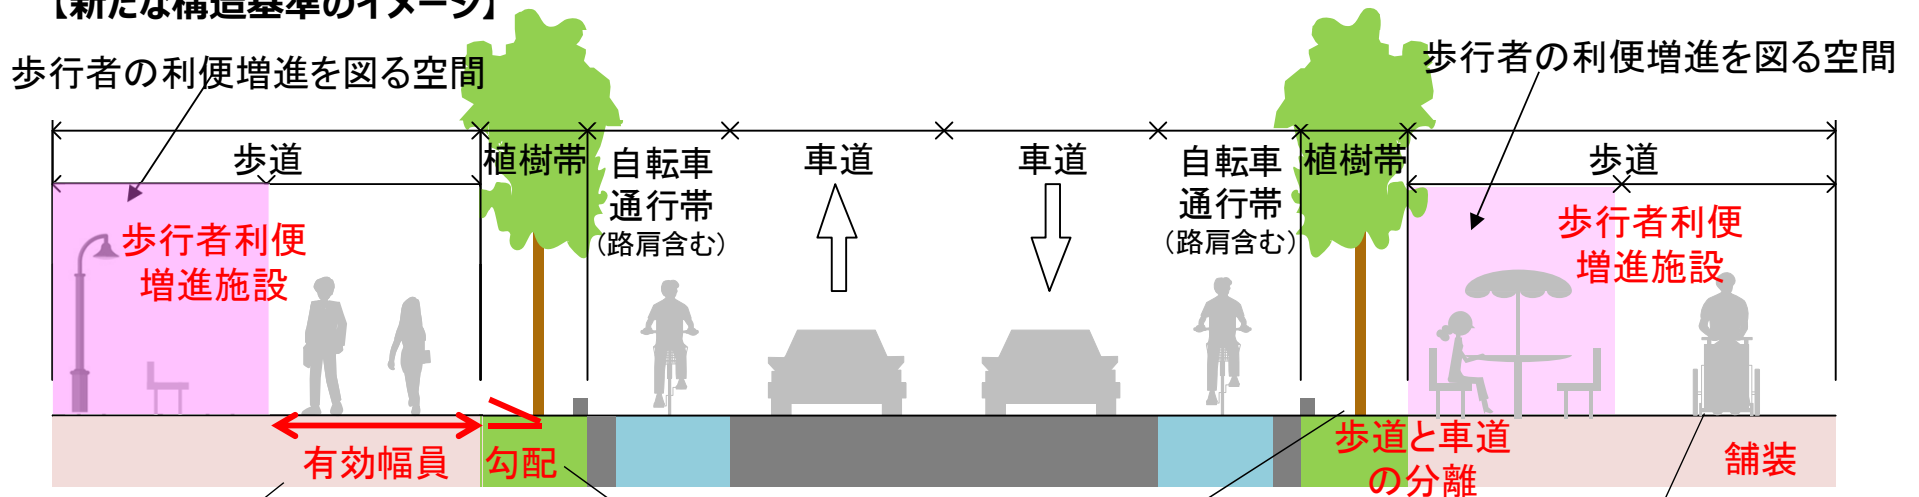 【新たな構造基準のイメージ】
歩行者の利便増進を図る空間
歩行者の利便増進を図る空間
歩道
植樹帯
自転車
通行帯
（路肩含む）
車道
車道
自転車
通行帯
（路肩含む）
植樹帯
歩道
歩行者利便
増進施設
歩行者利便
増進施設
有効幅員
勾配
歩道と車道
の分離
舗装